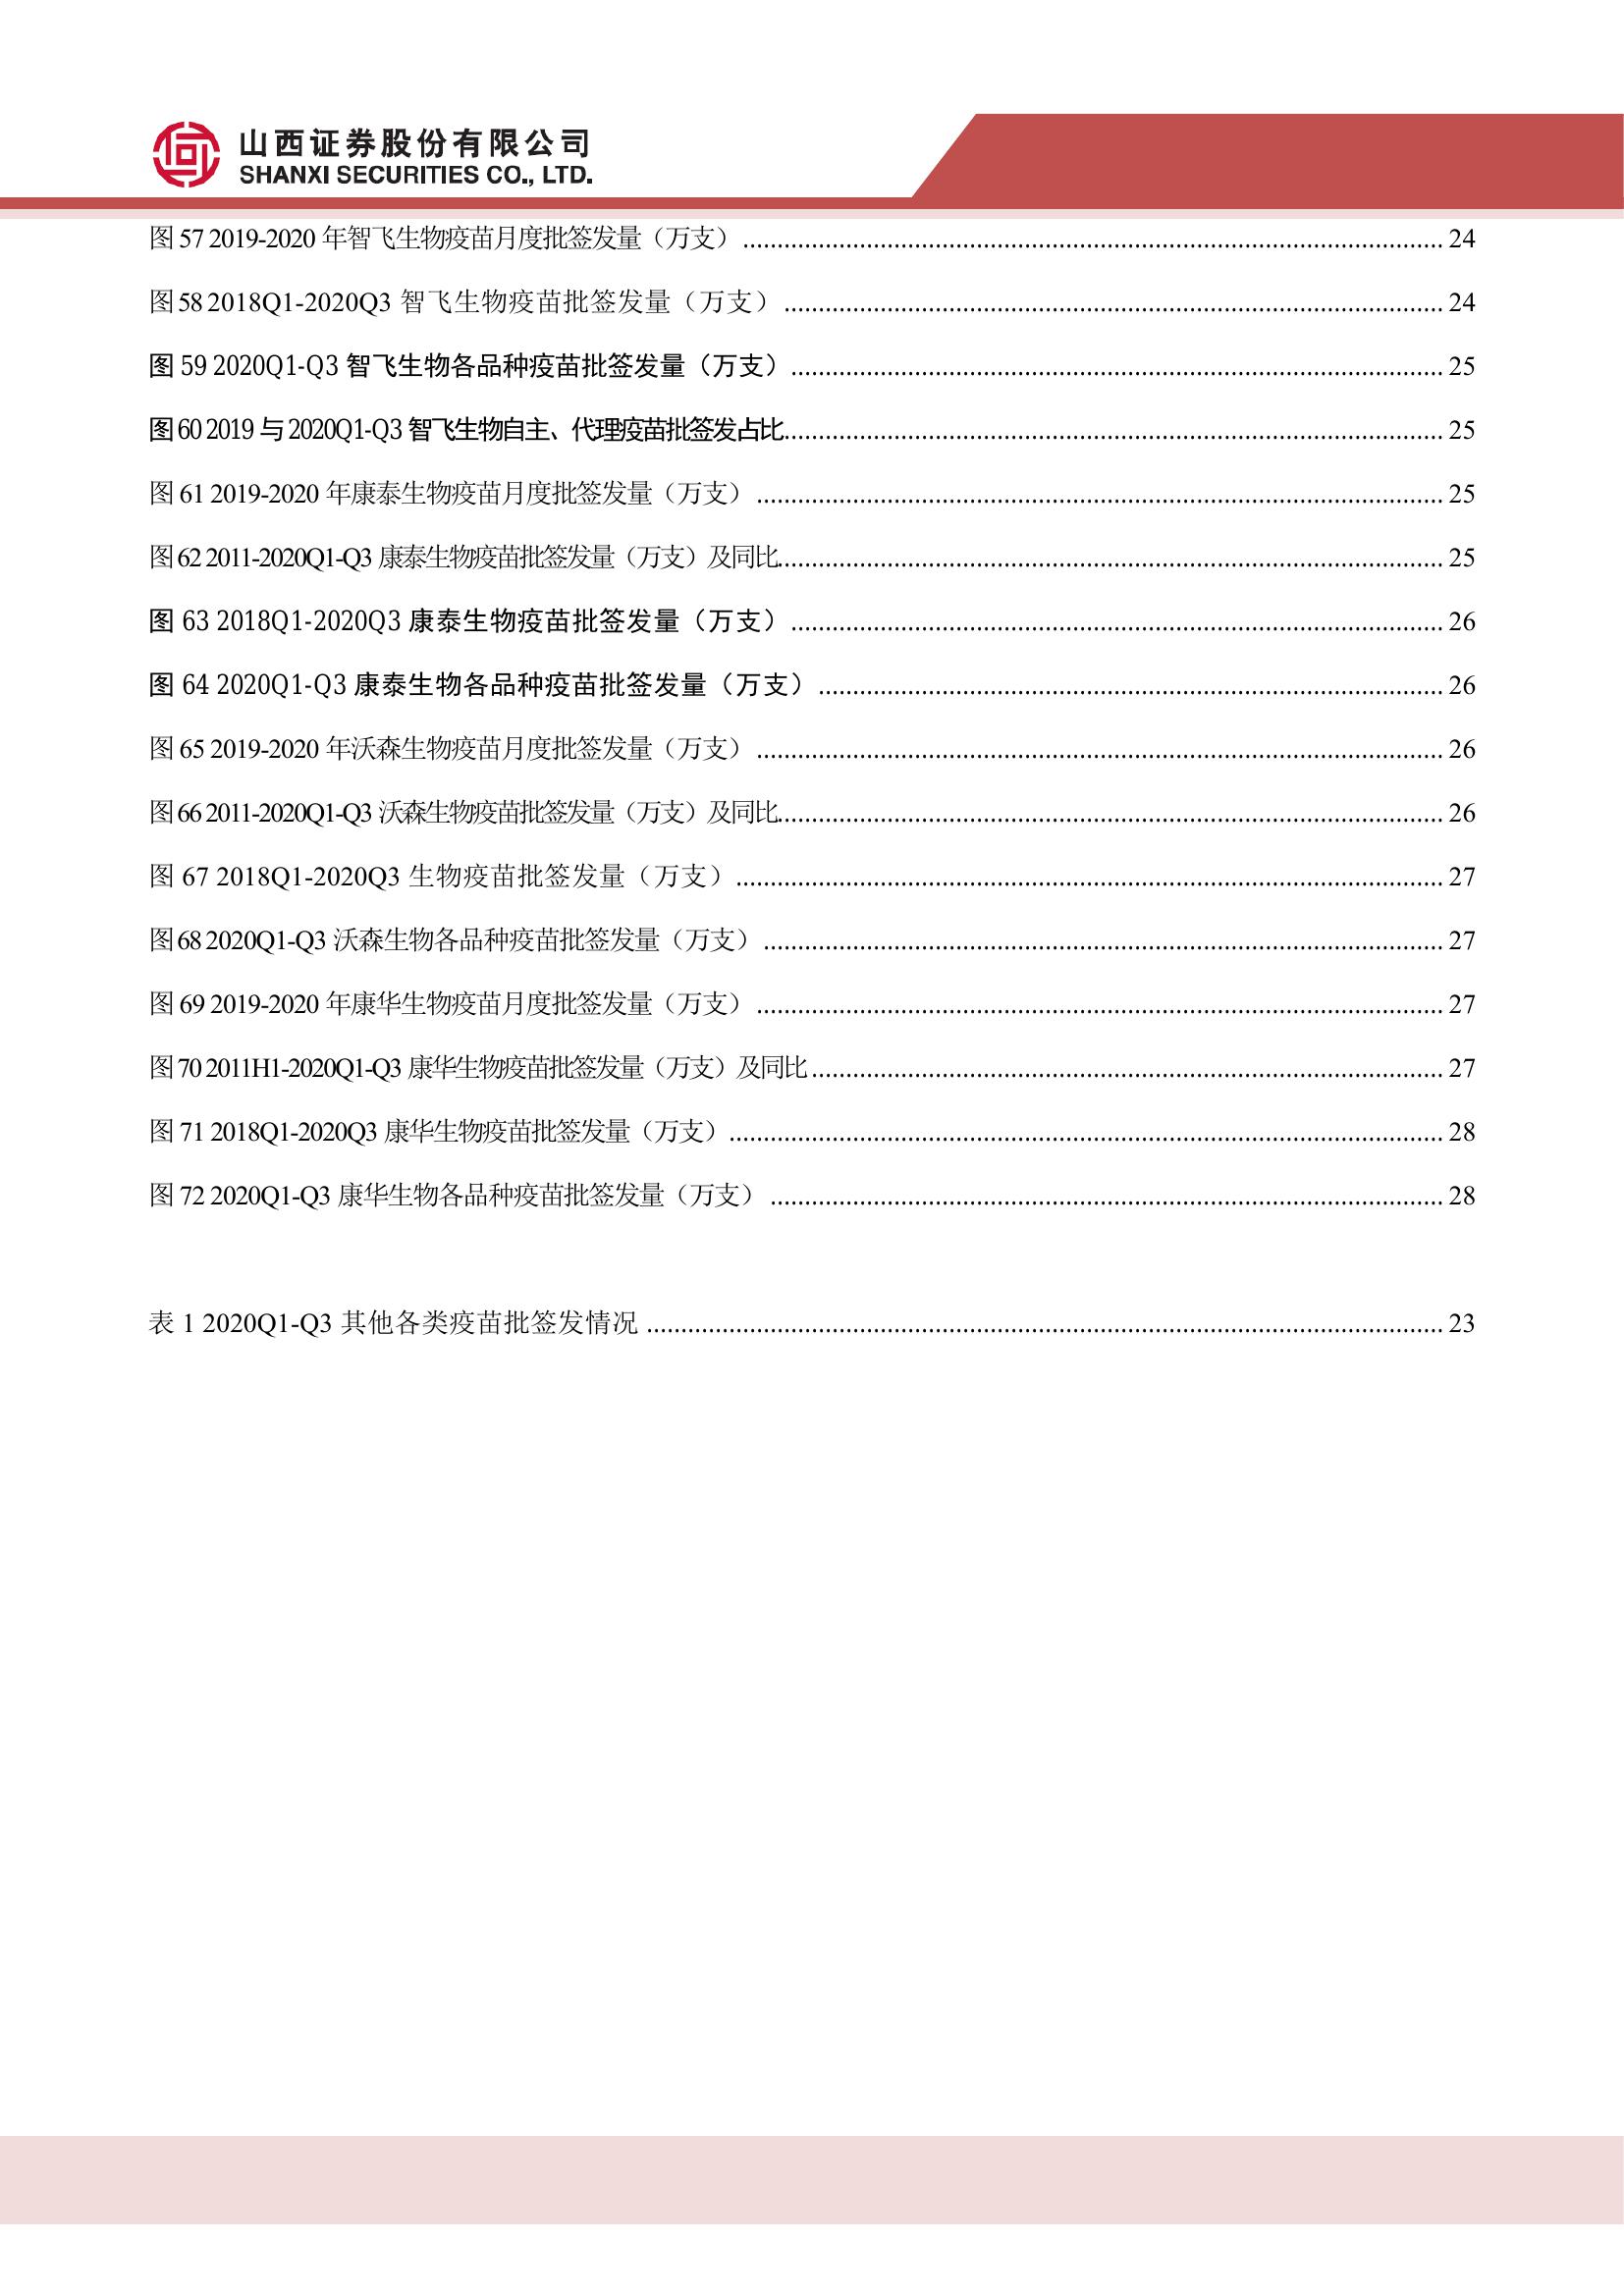 山西证券股份有限公司
SHANXI SECURITIES CO., LTD.
图 57 2019-2020 年智飞生物疫苗月度批签发量（万支） ........ 24
图 58 2018Q1-2020Q3 智飞生物疫苗批签发量（万支） ........ 24
图 59 2020Q1-Q3 智飞生物各品种疫苗批签发量（万支） ........ 25
图 60 2019 与 2020Q1-Q3 智飞生物自主、代理疫苗批签发占比 ........ 25
图 61 2019-2020 年康泰生物疫苗月度批签发量（万支） ........ 25
图 62 2011-2020Q1-Q3 康泰生物疫苗批签发量（万支）及同比 ........ 25
图 63 2018Q1-2020Q3 康泰生物疫苗批签发量（万支） ........ 26
图 64 2020Q1-Q3 康泰生物各品种疫苗批签发量（万支） ........ 26
图 65 2019-2020 年沃森生物疫苗月度批签发量（万支） ........ 26
图 66 2011-2020Q1-Q3 沃森生物疫苗批签发量（万支）及同比 ........ 26
图 67 2018Q1-2020Q3 生物疫苗批签发量（万支） ........ 27
图 68 2020Q1-Q3 沃森生物各品种疫苗批签发量（万支） ........ 27
图 69 2019-2020 年康华生物疫苗月度批签发量（万支） ........ 27
图 70 2011H1-2020Q1-Q3 康华生物疫苗批签发量（万支）及同比 ........ 27
图 71 2018Q1-2020Q3 康华生物疫苗批签发量（万支） ........ 28
图 72 2020Q1-Q3 康华生物各品种疫苗批签发量（万支） ........ 28
表 1 2020Q1-Q3 其他各类疫苗批签发情况 ........ 23